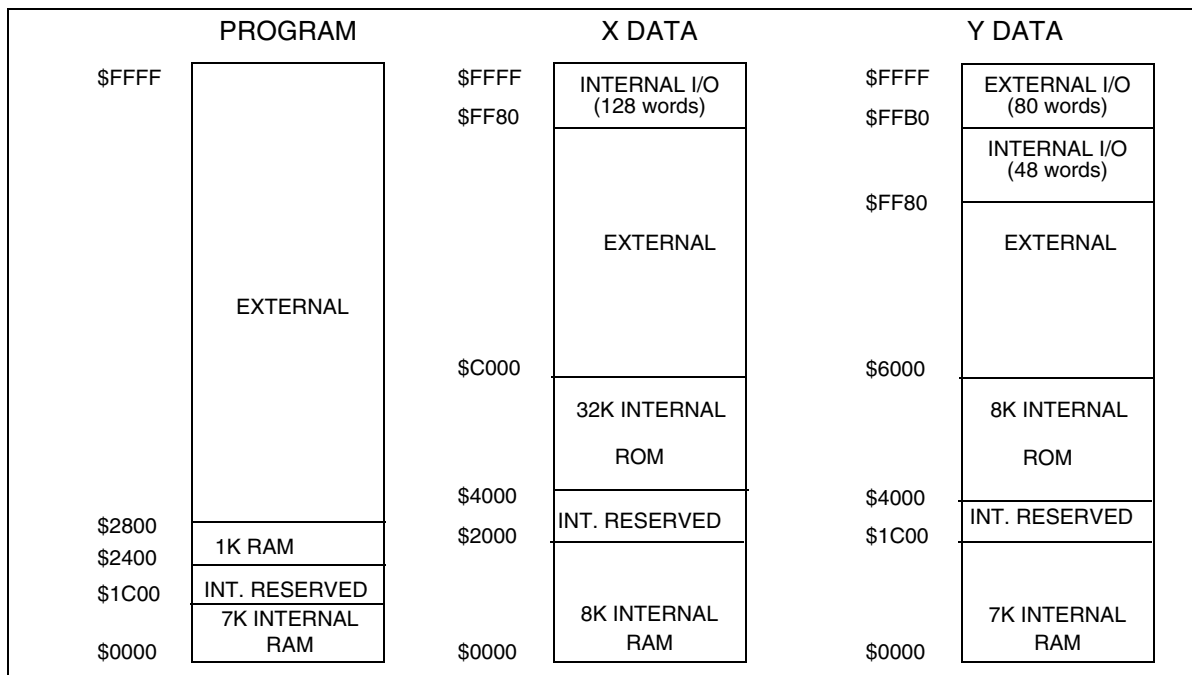 PROGRAM
$FFFF
EXTERNAL
$2800
1K RAM
$2400
INT. RESERVED
$1C00
7K INTERNAL
RAM
$0000
X DATA
$FFFF
INTERNAL I/O
(128 words)
$FF80
EXTERNAL
$C000
32K INTERNAL
ROM
$4000
INT. RESERVED
$2000
8K INTERNAL
RAM
$0000
Y DATA
$FFFF
EXTERNAL I/O
(80 words)
$FFB0
INTERNAL I/O
(48 words)
$FF80
EXTERNAL
$6000
8K INTERNAL
ROM
$4000
INT. RESERVED
$1C00
7K INTERNAL
RAM
$0000